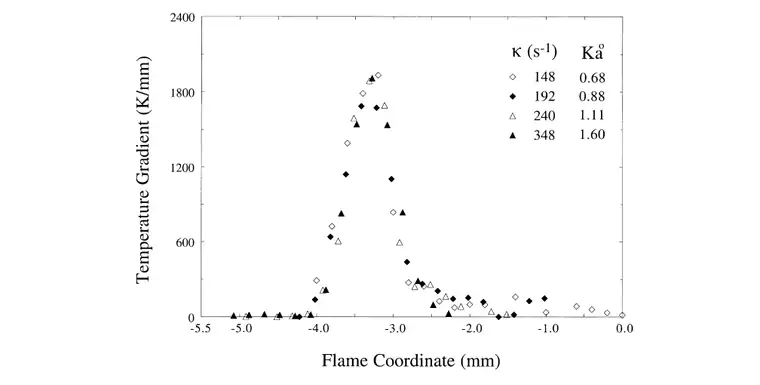 2400
1800
1200
600
0
Temperature Gradient (K/mm)
κ (s-1) Kao
148 0.68
192 0.88
240 1.11
348 1.60
-5.5 -5.0 -4.0 -3.0 -2.0 -1.0 0.0
Flame Coordinate (mm)